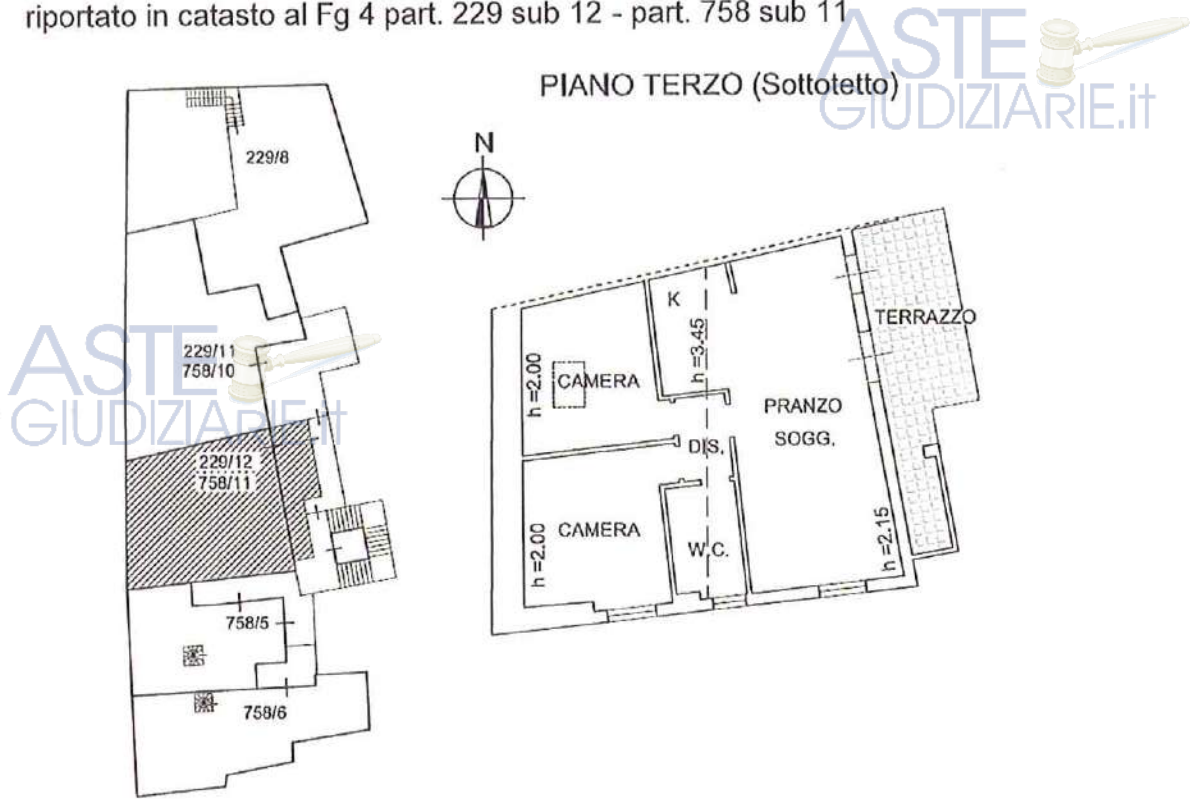 riportato in catasto al Fg 4 part. 229 sub 12 - part. 758 sub 11
ASTE
GIUDIZIARIE.it
PIANO TERZO (Sottotetto)
N
229/8
229/11
758/10
229/12
758/11
758/5
758/6
ASTE
GIUDIZIARIE.it
K
h =3.45
TERRAZZO
h =2.00
CAMERA
PRANZO
SOGG.
DIS.
h =2.00
CAMERA
W.C.
h =2.15